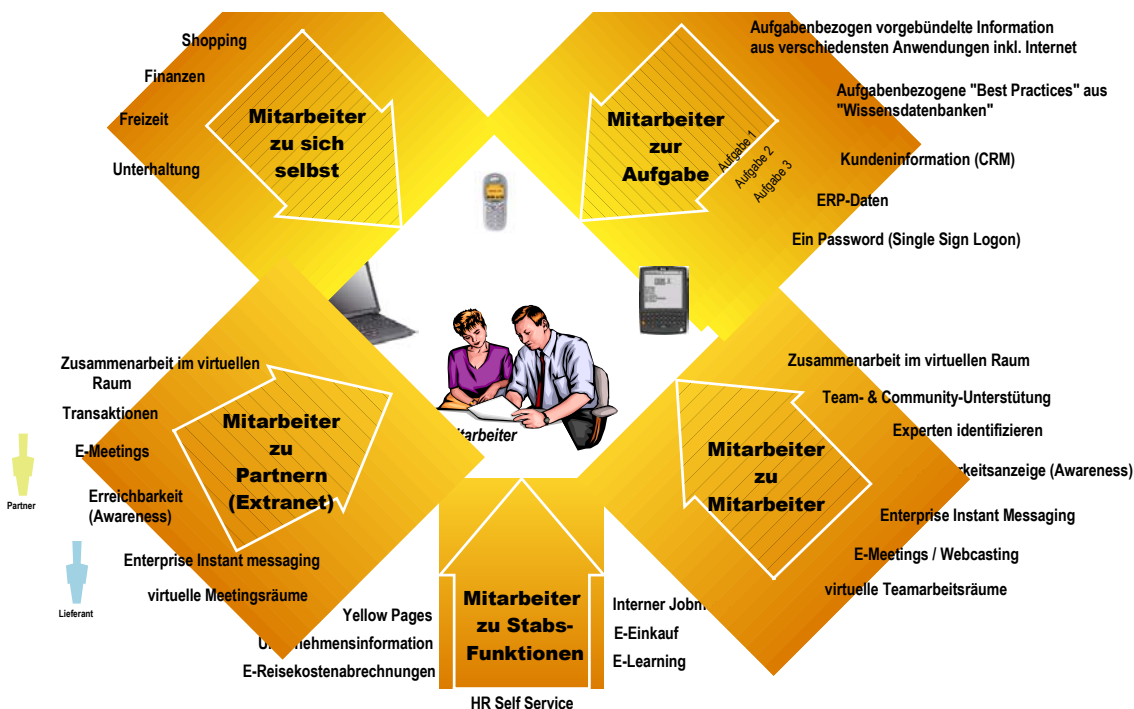 Shopping
Finanzen
Freizeit
Unterhaltung
Mitarbeiter
zu sich
selbst
Mitarbeiter
zur
Aufgabe
Aufgabe 1
Aufgabe 2
Aufgabe 3
Aufgabenbezogen vorgebündelte Information
aus verschiedensten Anwendungen inkl. Internet
Aufgabenbezogene "Best Practices" aus
"Wissensdatenbanken"
Kundeninformation (CRM)
ERP-Daten
Ein Password (Single Sign Logon)
Zusammenarbeit im virtuellen
Raum
Transaktionen
E-Meetings
Erreichbarkeit
(Awareness)
Enterprise Instant messaging
virtuelle Meetingsräume
Mitarbeiter
zu
Partnern
(Extranet)
Partner
Lieferant
Zusammenarbeit im virtuellen Raum
Team- & Community-Unterstütung
Experten identifizieren
(Awareness)
Enterprise Instant Messaging
E-Meetings / Webcasting
virtuelle Teamarbeitsräume
Mitarbeiter
zu
Mitarbeiter
Yellow Pages
E-Reisekostenabrechnungen
Mitarbeiter
zu Stabs-
Funktionen
Interner
E-Einkauf
E-Learning
HR Self Service